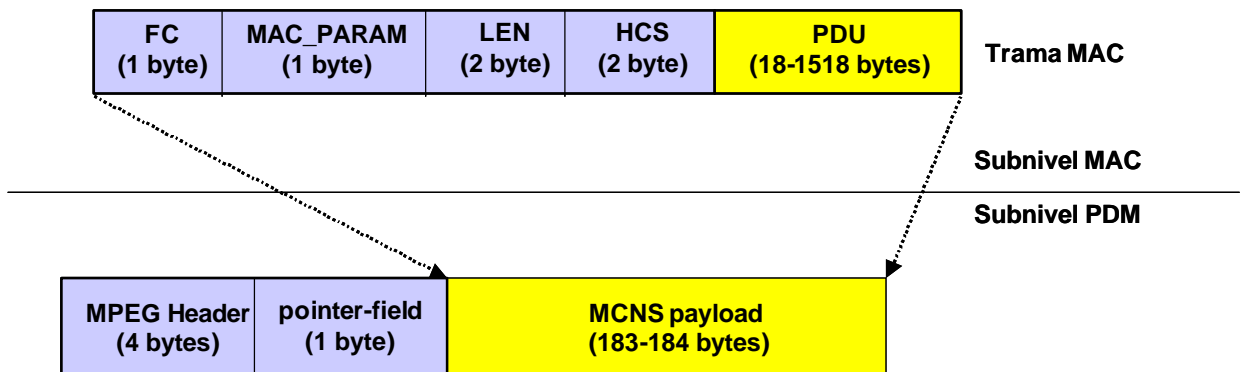 FC
(1 byte)
MAC_PARAM
(1 byte)
LEN
(2 byte)
HCS
(2 byte)
PDU
(18-1518 bytes)
Trama MAC
Subnivel MAC
Subnivel PDM
MPEG Header
(4 bytes)
pointer-field
(1 byte)
MCNS payload
(183-184 bytes)